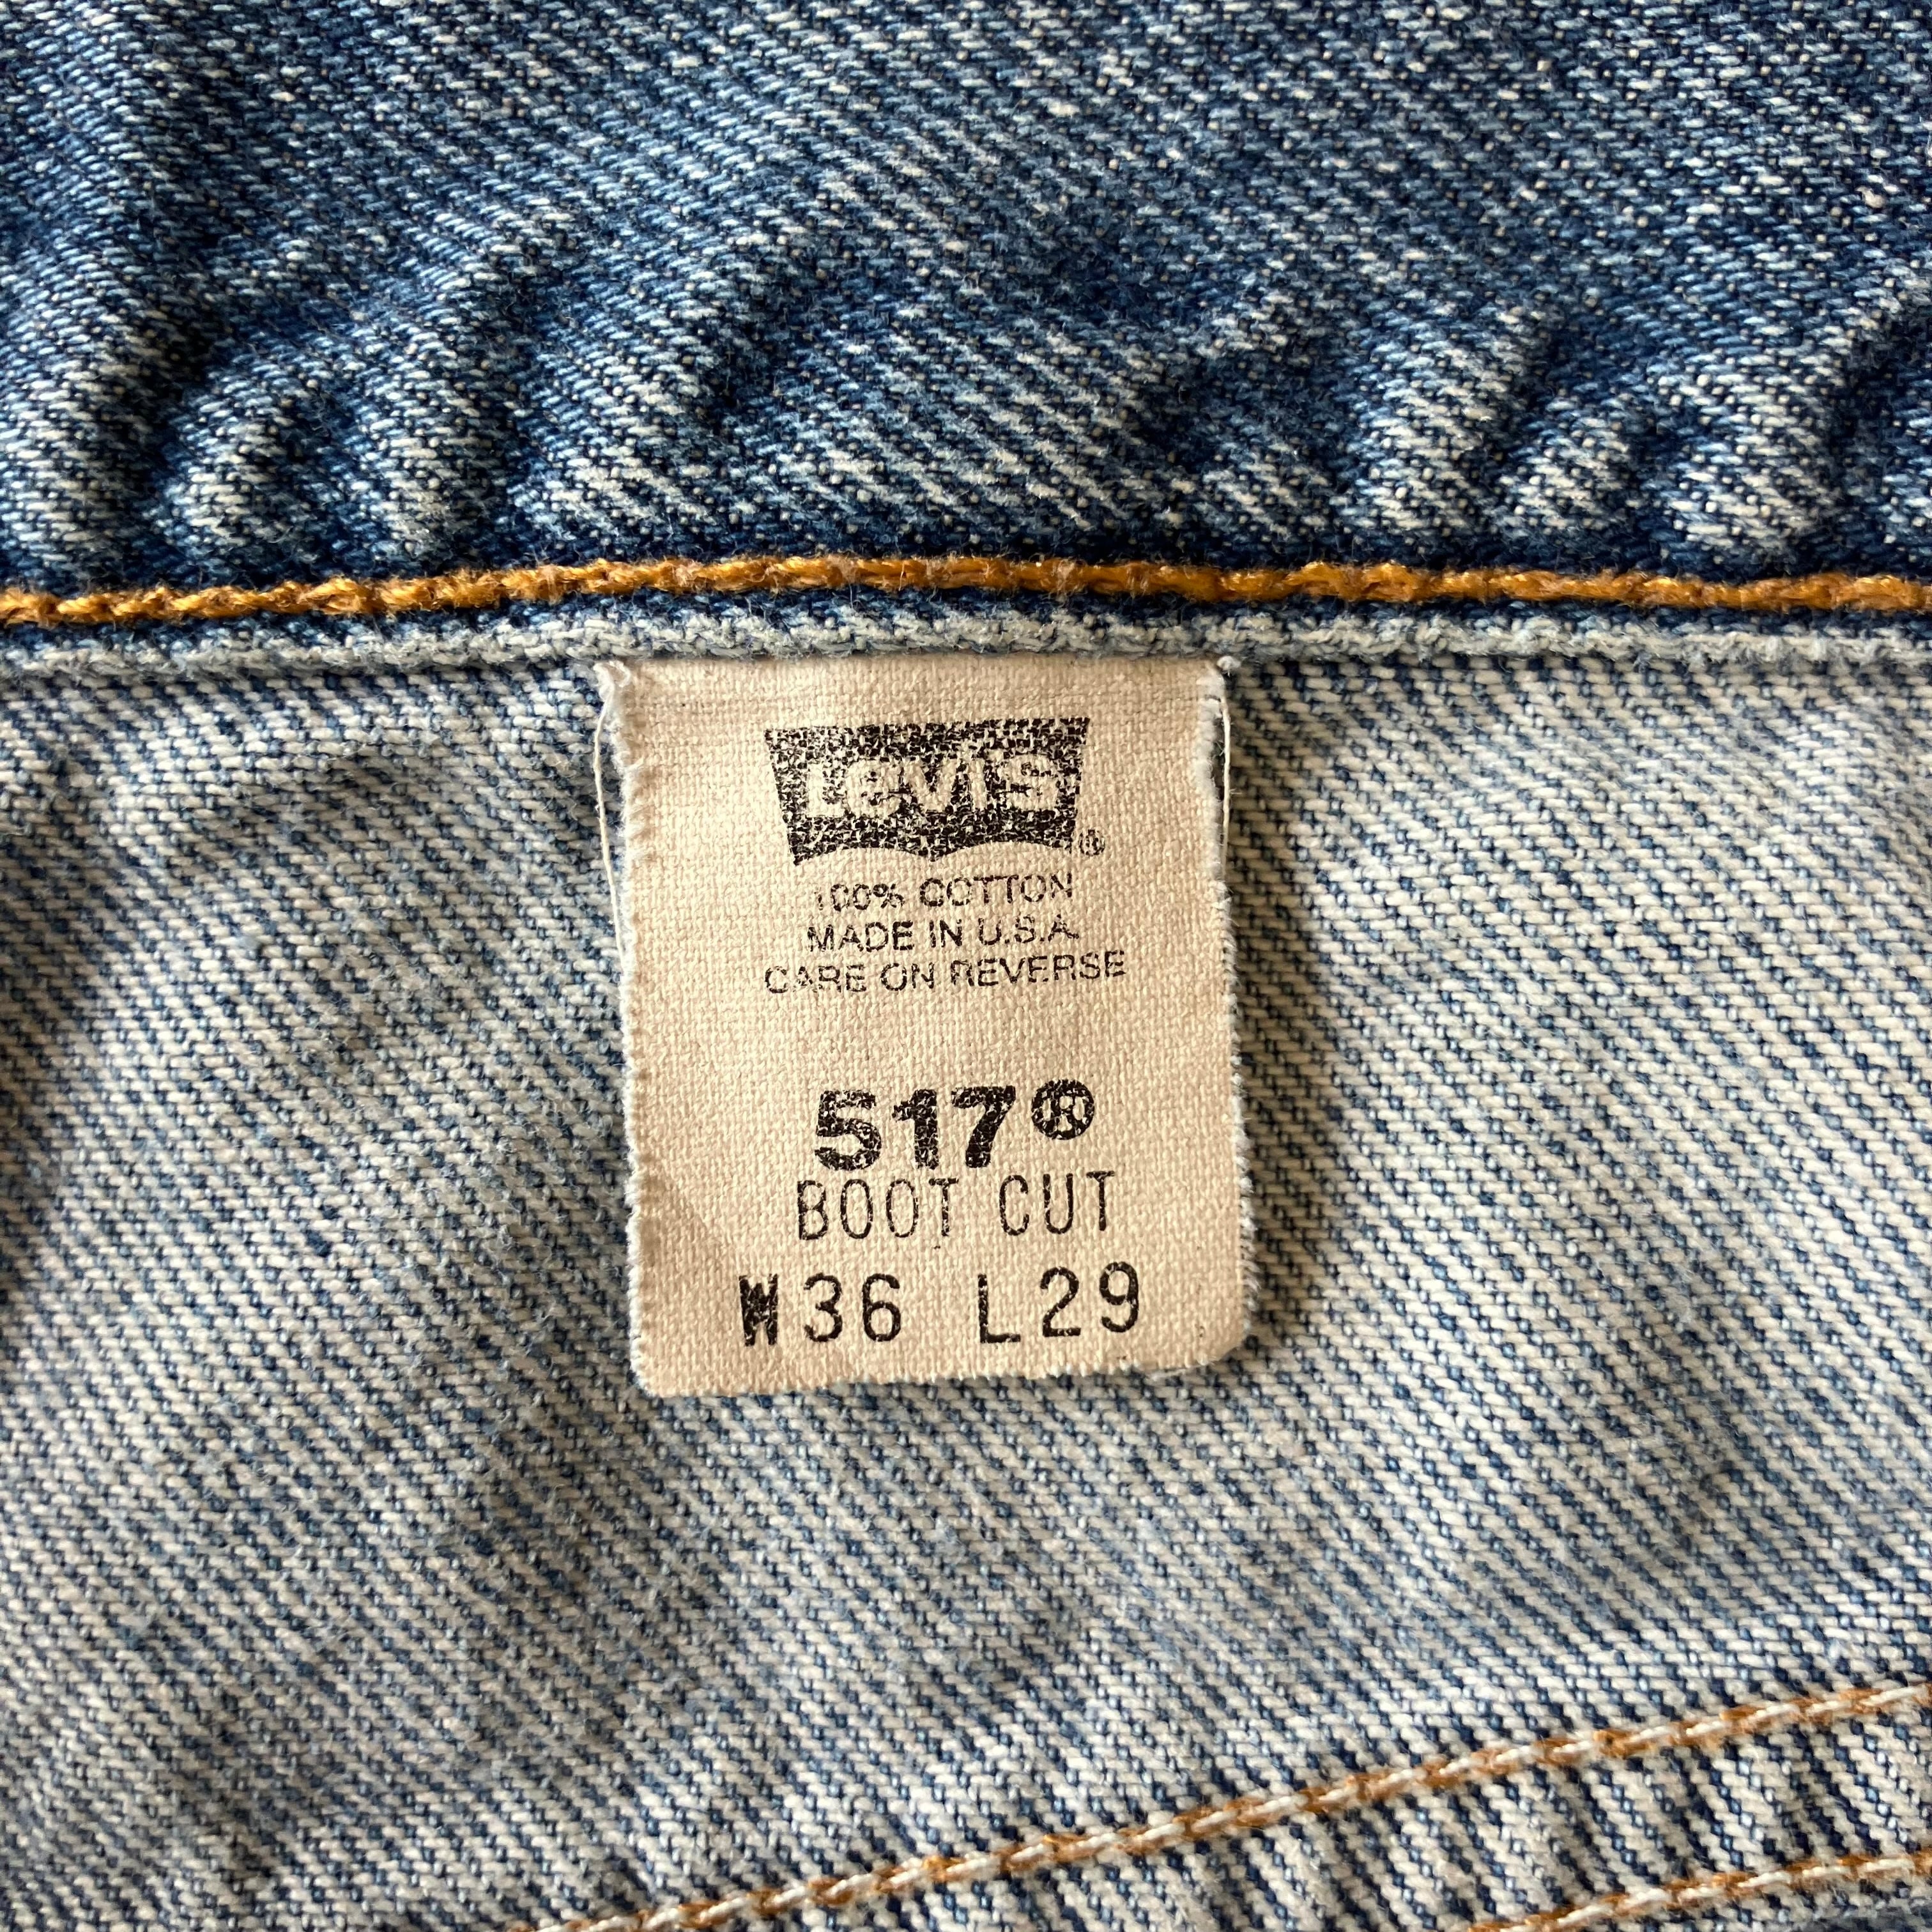 Levi's®
100% COTTON
MADE IN U.S.A.
CARE ON REVERSE
517®
BOOT CUT
W36 L29